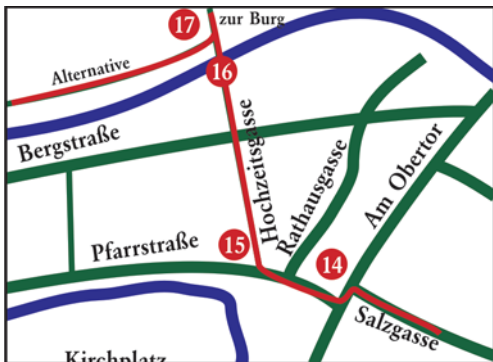 17
zur Burg
Alternative
16
Bergstraße
Hochzeitsgasse
Rathausgasse
Am Obertor
Pfarrstraße
15
14
Salzgasse
Kirchplatz